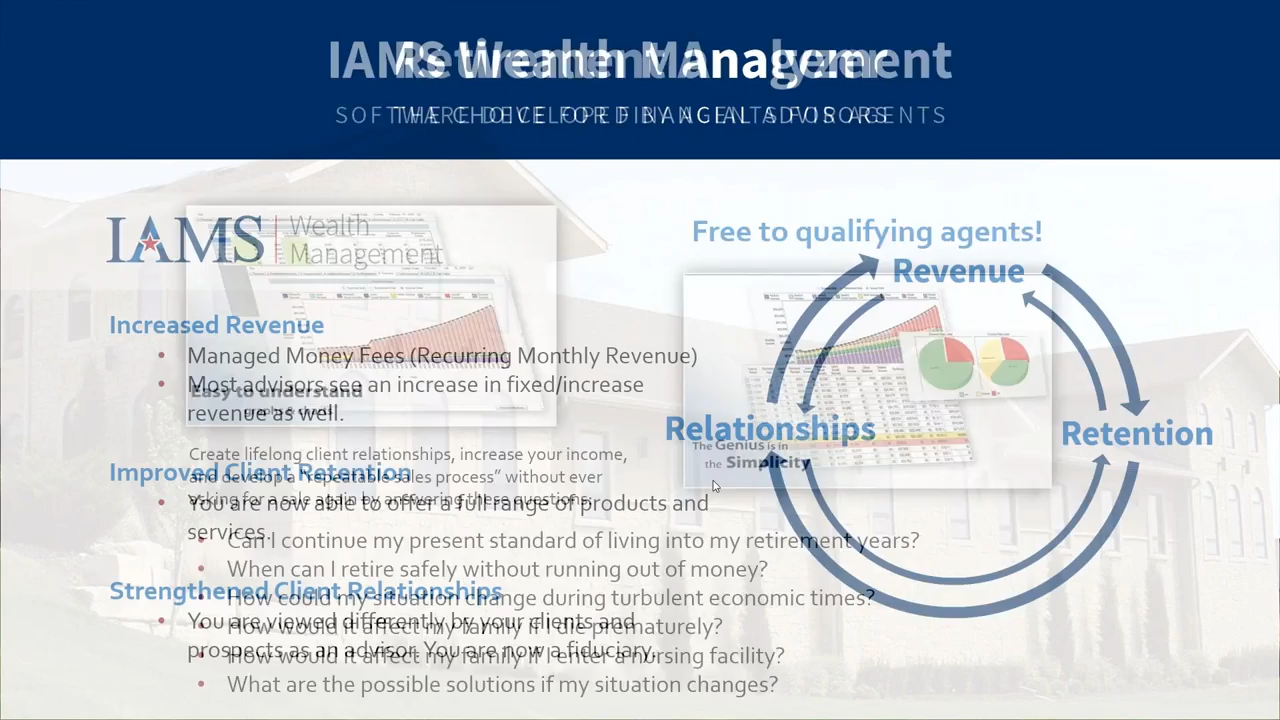 IAMS Wealth Management
THE CHOICE FOR FINANCIAL ADVISORS
SOFTWARE DEVELOPED BY AGENTS FOR AGENTS
IAMS
Wealth
Management
Free to qualifying agents!
Revenue
Increased Revenue
Managed Money Fees (Recurring Monthly Revenue)
Most advisors see an increase in fixed/increase
revenue as well.
Easy to understand
Relationships
Retention
The Genius is in
the Simplicity
Create lifelong client relationships, increase your income,
and develop a "repeatable sales process" without ever
asking for a sale again by answering these questions:
Improved Client Retention
You are now able to offer a full range of products and
services.
Can I continue my present standard of living into my retirement years?
When can I retire safely without running out of money?
How could my situation change during turbulent economic times?
Strengthened Client Relationships
You are viewed differently by your clients and
prospects as an advisor. You are now a fiduciary.
How would it affect my family if I die prematurely?
How would it affect my family if I enter a nursing facility?
What are the possible solutions if my situation changes?